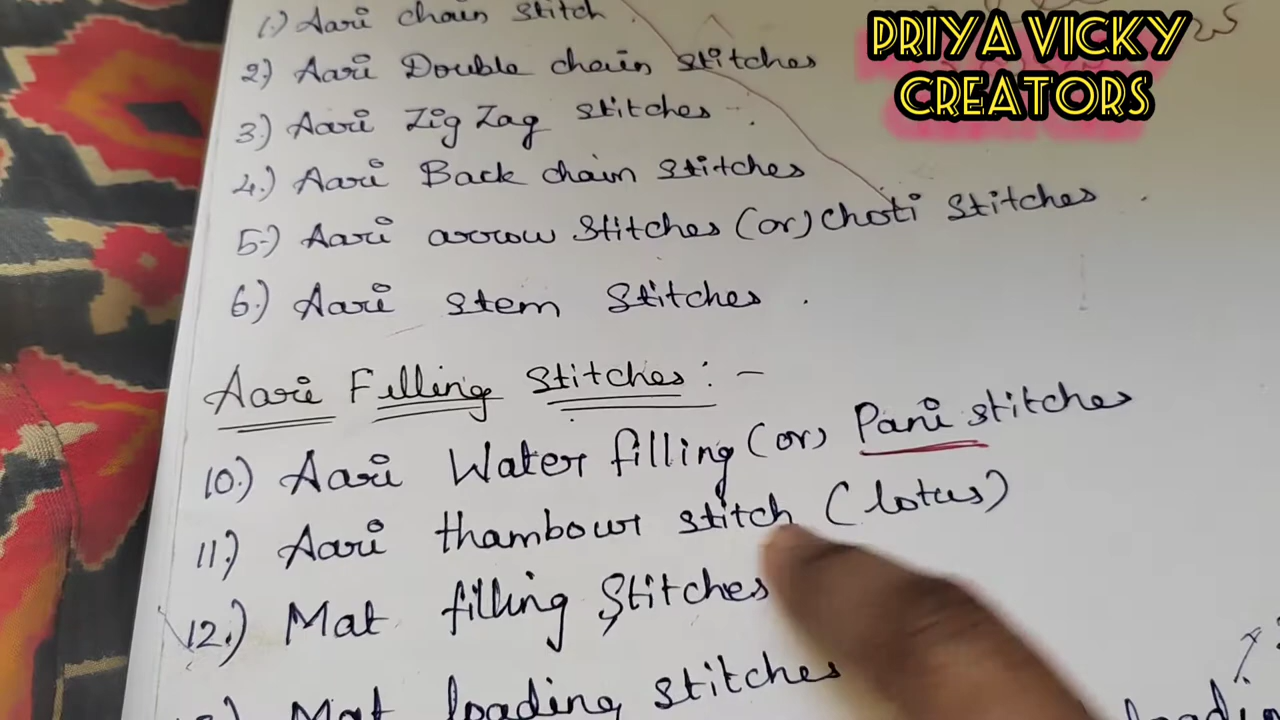 PRIYA VICKY
CREATORS
1.) Aari chain stitch.
2) Aari Double chain stitches
3.) Aari Zig Zag stitches
4.) Aari Back chain stitches
5.) Aari arrow stitches (or) choti stitches
6.) Aari stem stitches.
Aari Filling stitches: -
10.) Aari Water filling (or) Pani stitches
11.) Aari thambour stitch (lotus)
12.) Mat filling stitches
Mat loading stitches